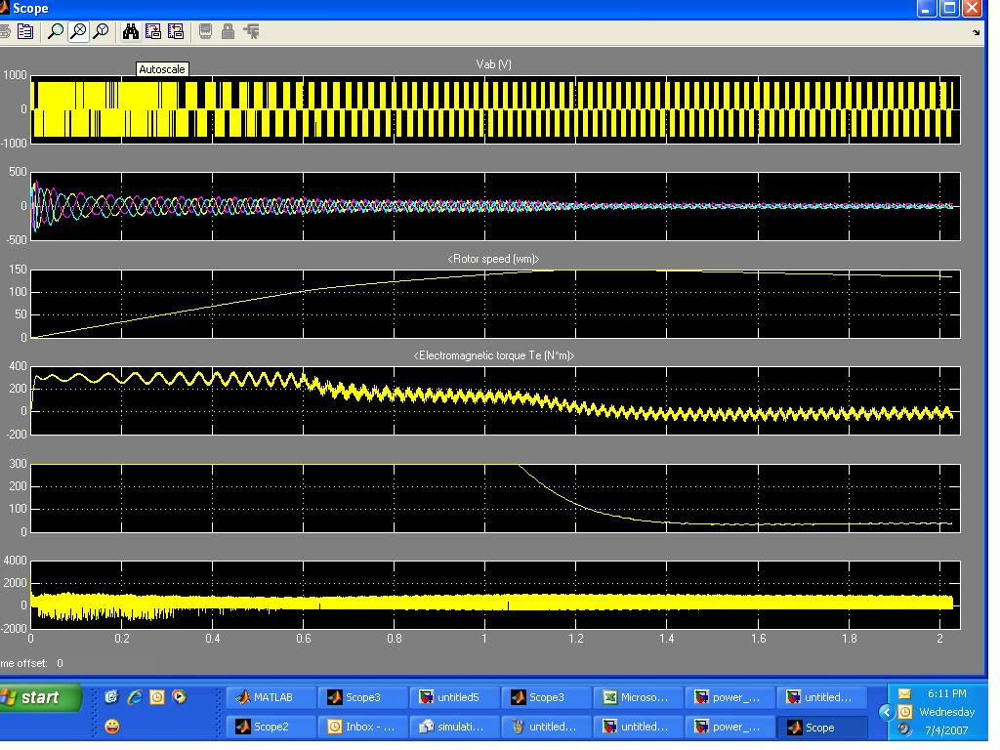 Scope
Autoscale
Vab (V)
1000
0
-1000
500
0
-500
<Rotor speed (wm)>
150
100
50
0
<Electromagnetic torque Te (N*m)>
400
200
0
-200
300
200
100
0
4000
2000
0
-2000
0 0.2 0.4 0.6 0.8 1 1.2 1.4 1.6 1.8 2
me offset: 0
start
MATLAB Scope3 untitled5 Scope3 Microso... power_... untitled...
Scope2 Inbox - ... simulati... untitled... untitled... power_... Scope
6:11 PM
Wednesday
7/4/2007